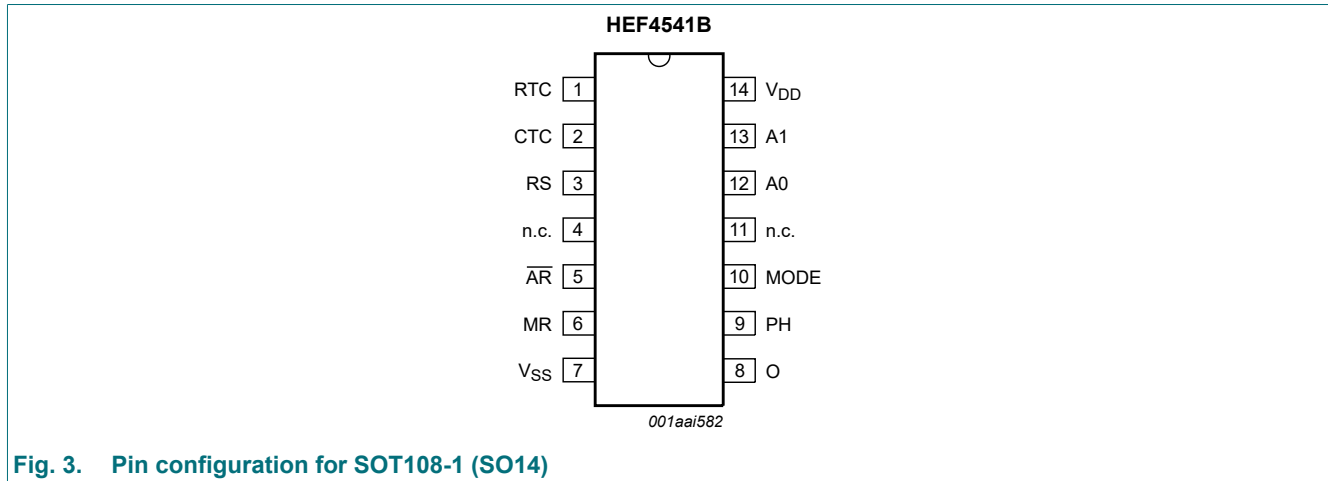 HEF4541B
RTC 1 14 VDD
CTC 2 13 A1
RS 3 12 A0
n.c. 4 11 n.c.
A̅R̅ 5 10 MODE
MR 6 9 PH
VSS 7 8 O
001aai582
Fig. 3. Pin configuration for SOT108-1 (SO14)